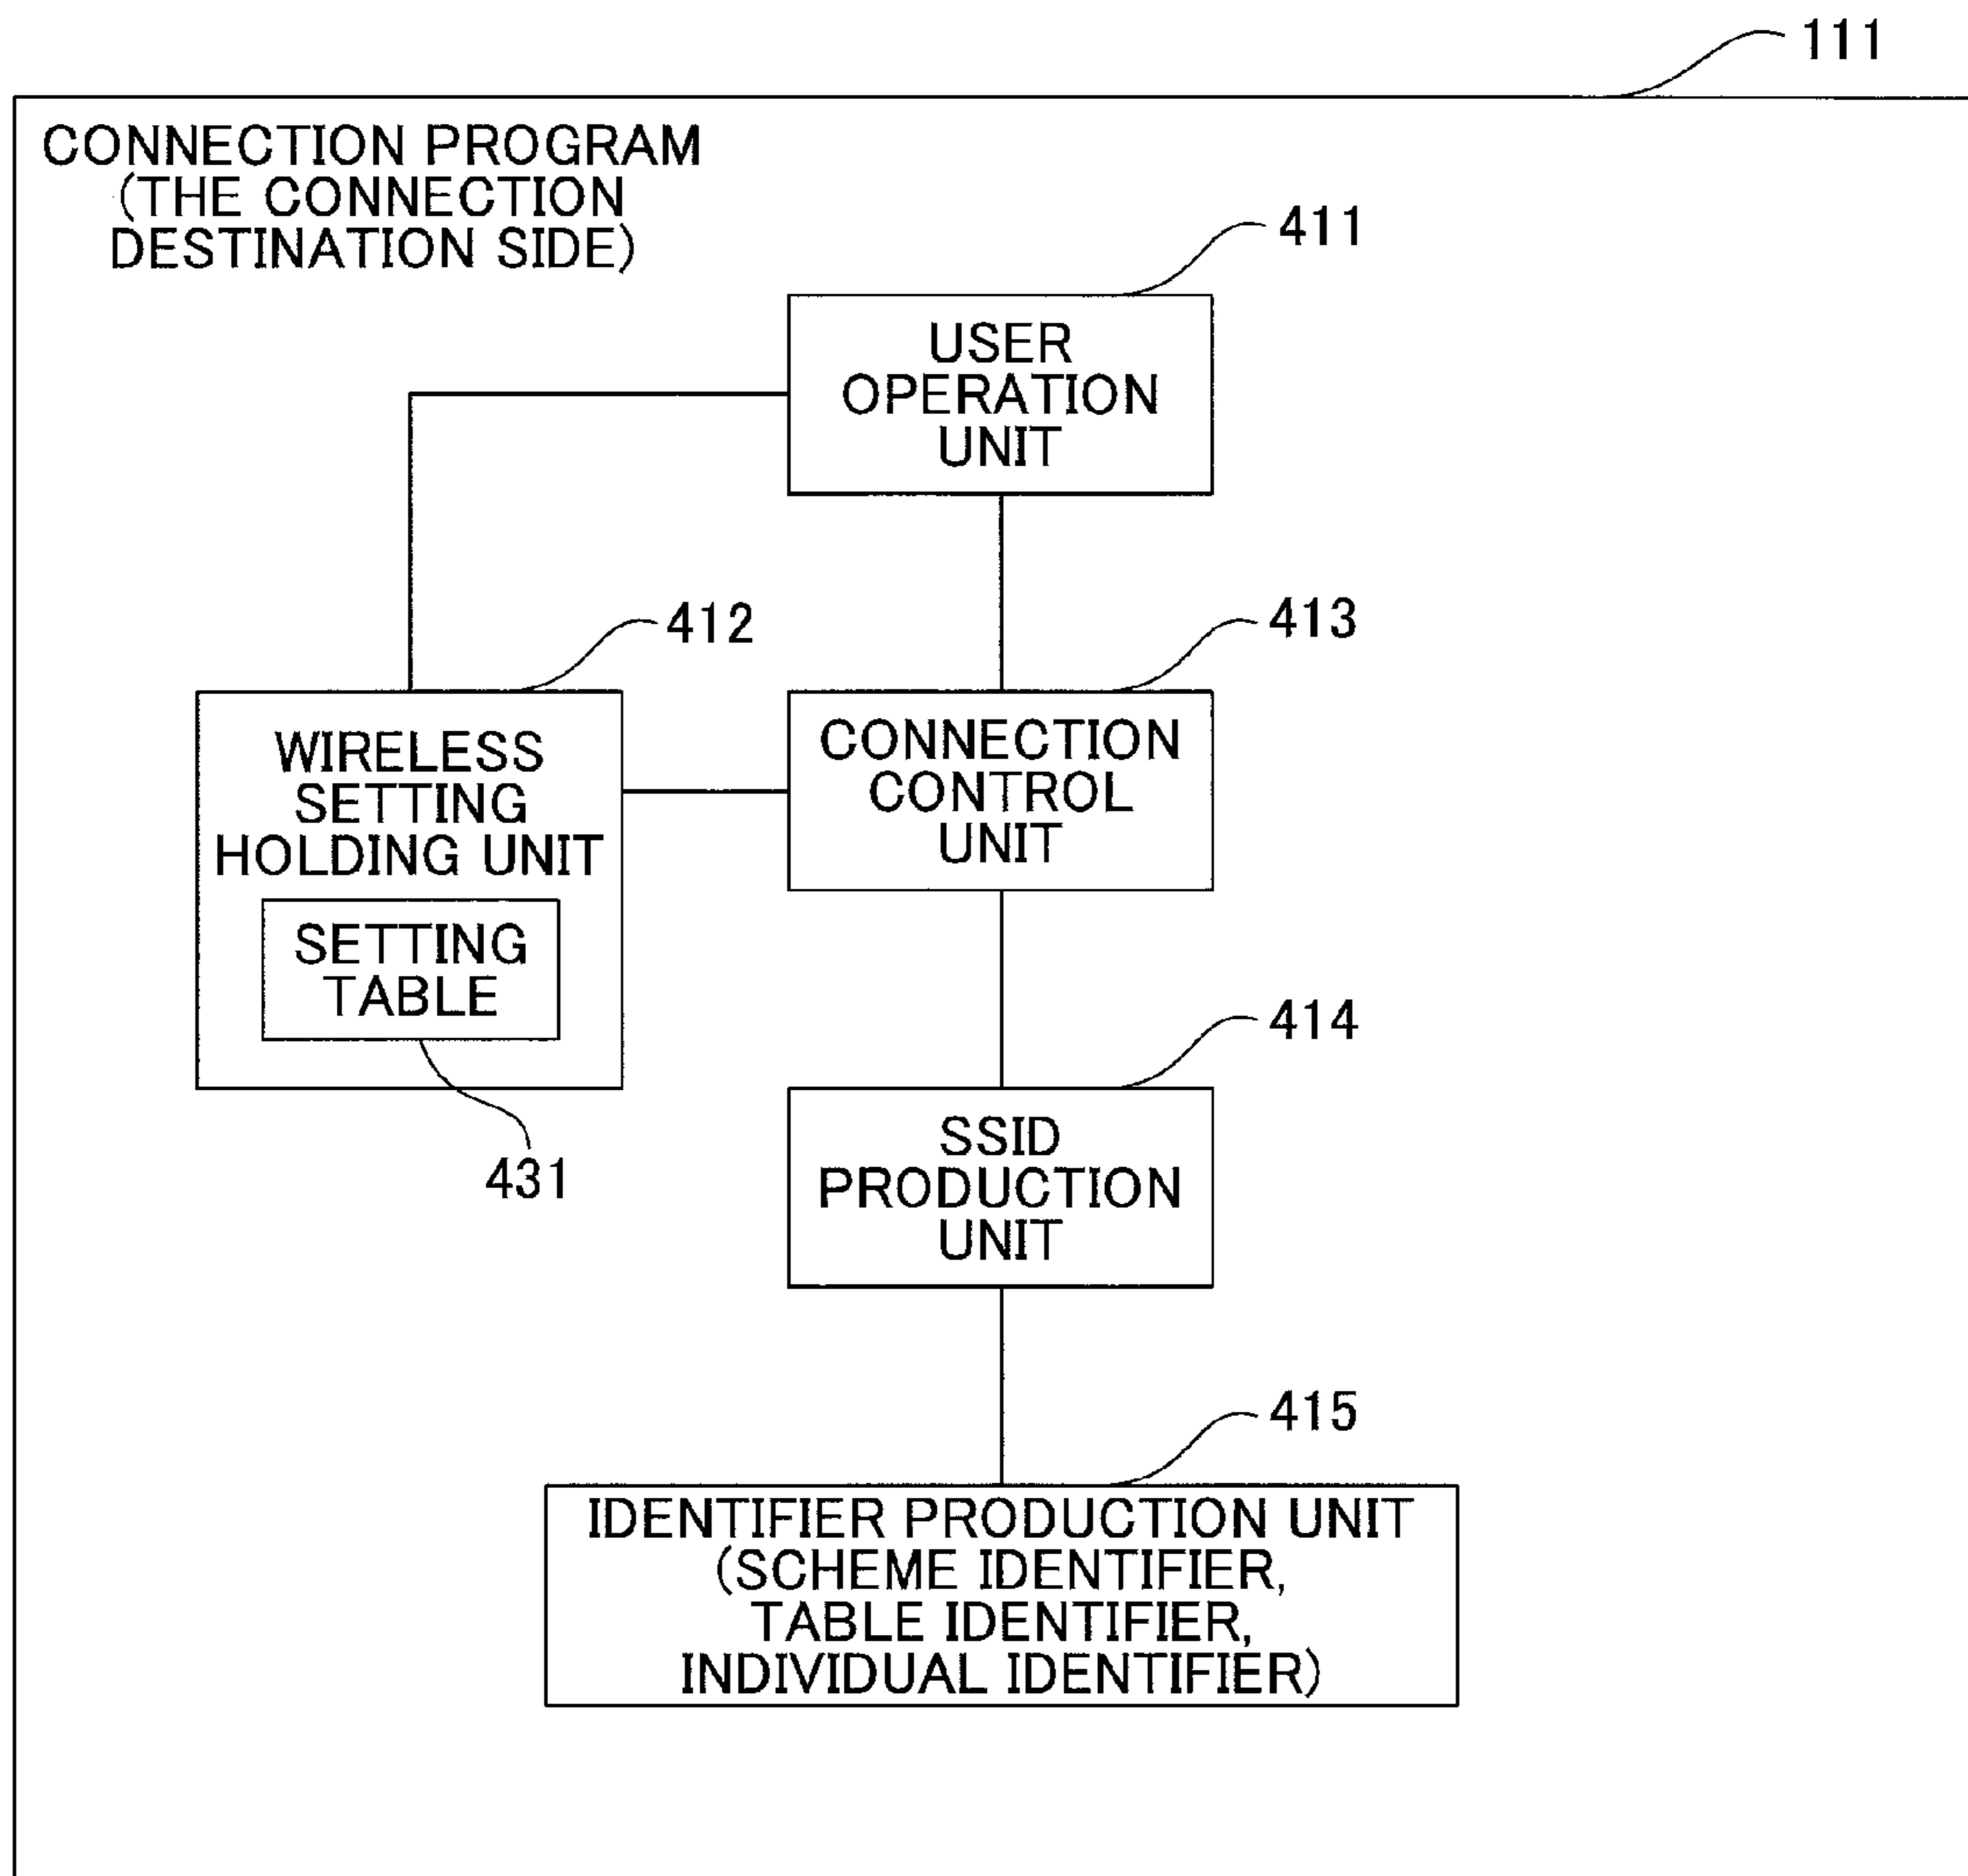 111
CONNECTION PROGRAM
(THE CONNECTION
DESTINATION SIDE)
411
USER
OPERATION
UNIT
412
WIRELESS
SETTING
HOLDING UNIT
SETTING
TABLE
431
413
CONNECTION
CONTROL
UNIT
414
SSID
PRODUCTION
UNIT
415
IDENTIFIER PRODUCTION UNIT
(SCHEME IDENTIFIER,
TABLE IDENTIFIER,
INDIVIDUAL IDENTIFIER)